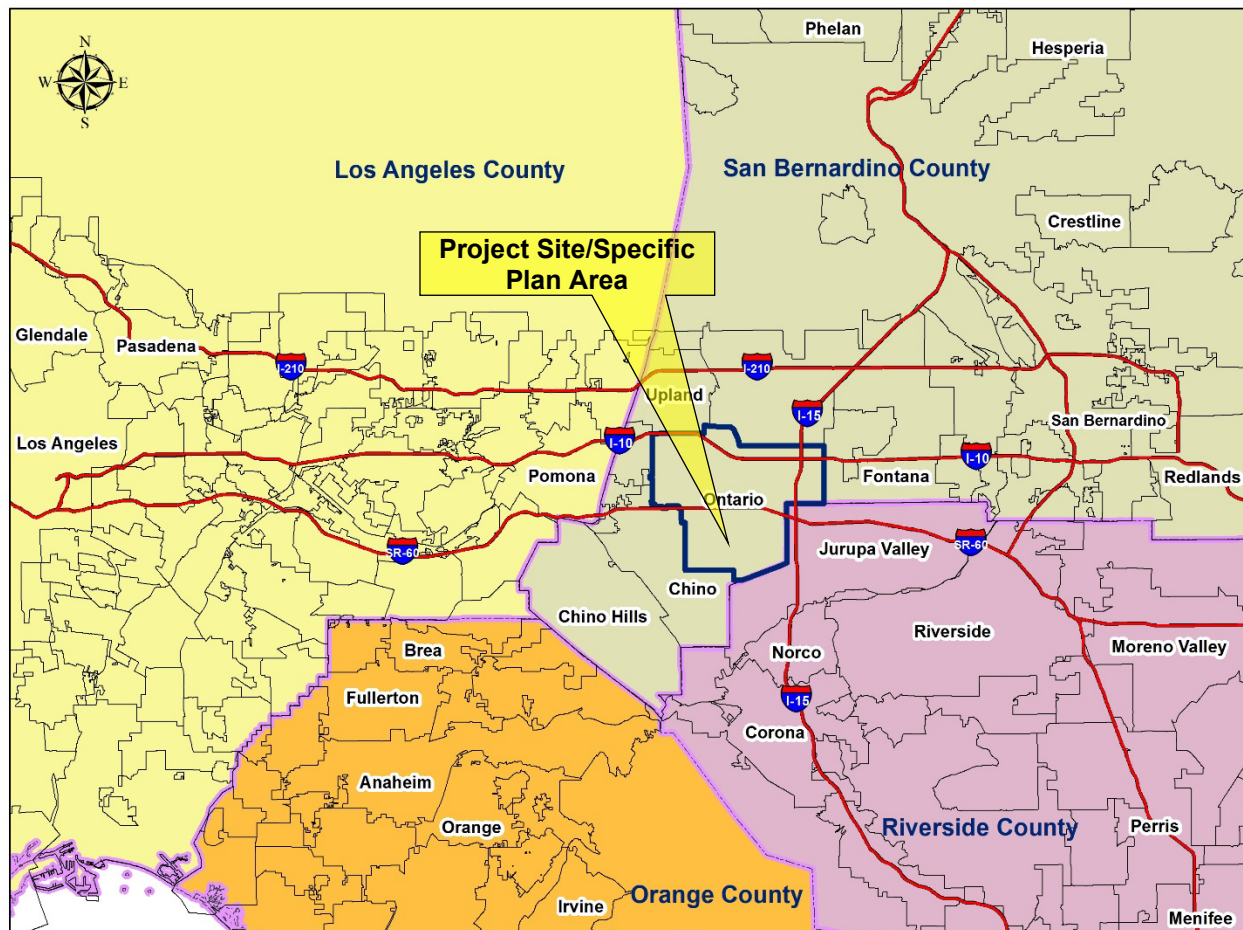 Phelan
Hesperia
N
W
E
S
Los Angeles County
San Bernardino County
Crestline
Project Site/Specific
Plan Area
Glendale
Pasadena
I-210
I-210
Upland
I-15
San Bernardino
Los Angeles
I-10
Pomona
I-10
Fontana
Redlands
Ontario
SR-60
Jurupa Valley
SR-60
Chino
Chino Hills
Riverside
Brea
Norco
Moreno Valley
Fullerton
I-15
Corona
Anaheim
Orange
Riverside County
Perris
Irvine
Orange County
Menifee